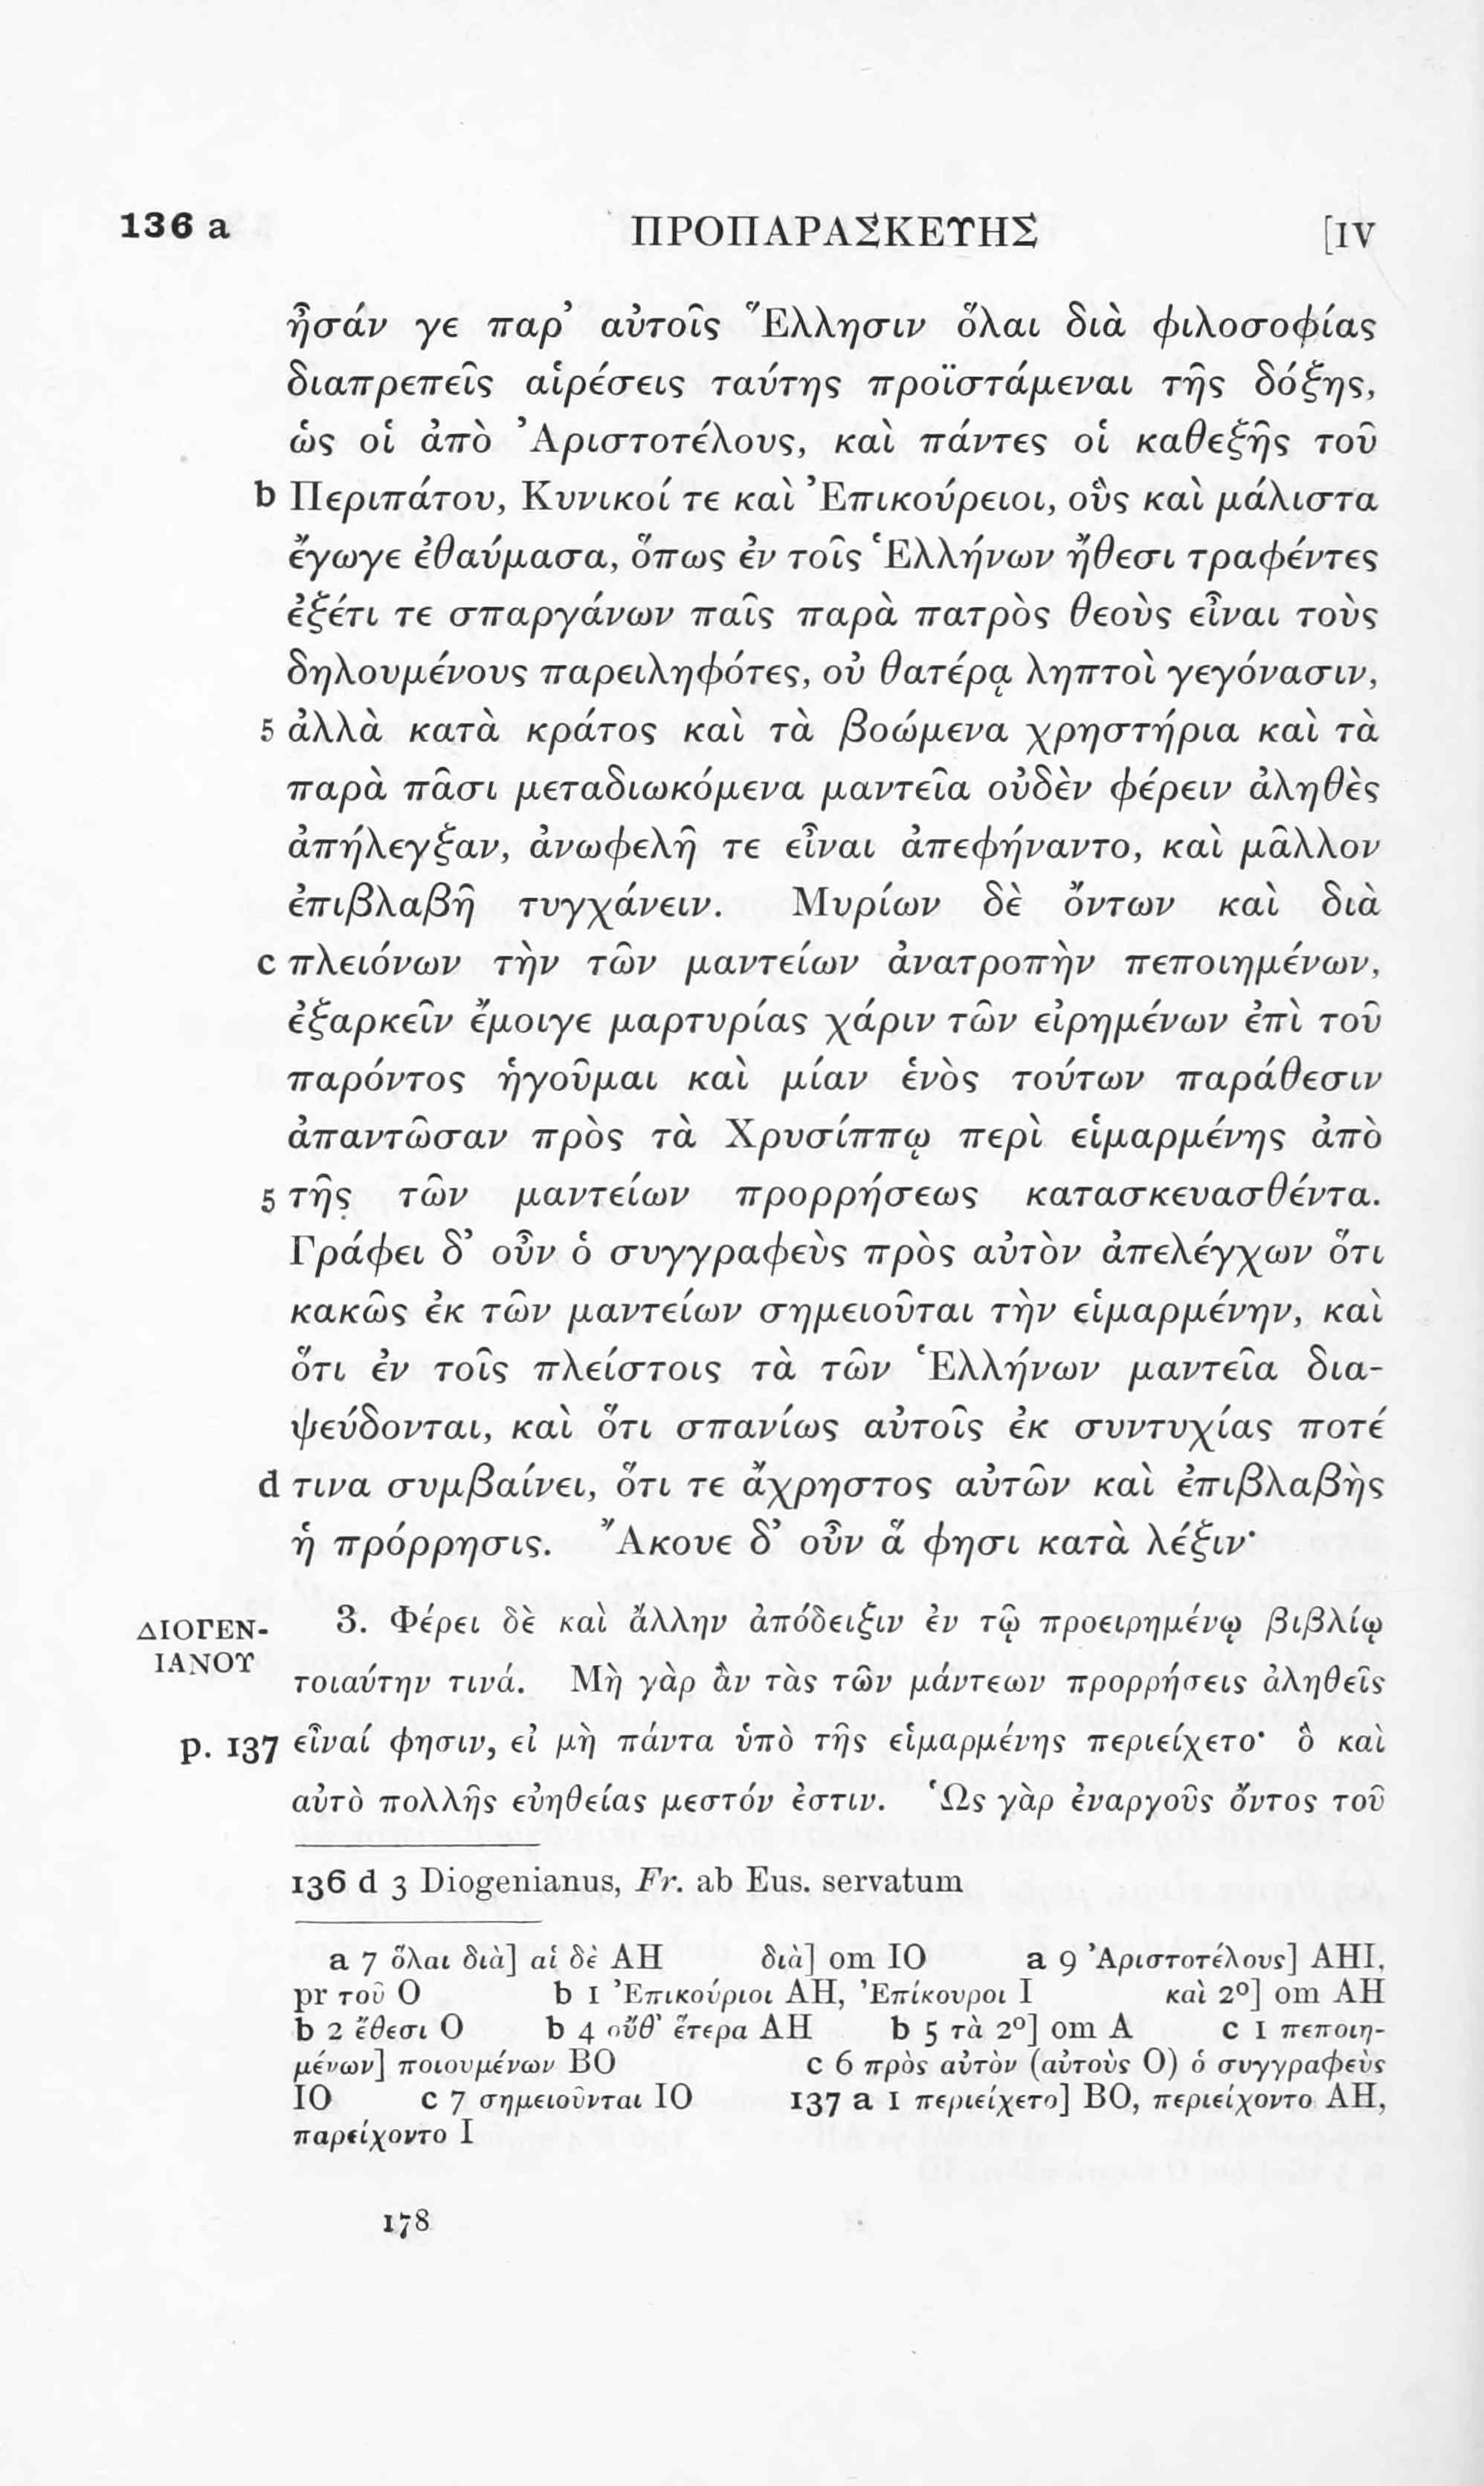 136 a ΠΡΟΠΑΡΑΣΚΕΥΗΣ [IV
ἦσάν γε παρ’ αὐτοῖς Ἕλλησιν ὅλαι διὰ φιλοσοφίας
διαπρεπεῖς αἱρέσεις ταύτης προϊστάμεναι τῆς δόξης,
ὡς οἱ ἀπὸ Ἀριστοτέλους, καὶ πάντες οἱ καθεξῆς τοῦ
b Περιπάτου, Κυνικοί τε καὶ Ἐπικούρειοι, οὓς καὶ μάλιστα
ἔγωγε ἐθαύμασα, ὅπως ἐν τοῖς Ἑλλήνων ἤθεσι τραφέντες
ἐξέτι τε σπαργάνων παῖς παρὰ πατρὸς θεοὺς εἶναι τοὺς
δηλουμένους παρειληφότες, οὐ θατέρᾳ ληπτοὶ γεγόνασιν,
5 ἀλλὰ κατὰ κράτος καὶ τὰ βοώμενα χρηστήρια καὶ τὰ
παρὰ πᾶσι μεταδιωκόμενα μαντεῖα οὐδὲν φέρειν ἀληθὲς
ἀπήλεγξαν, ἀνωφελῆ τε εἶναι ἀπεφήναντο, καὶ μᾶλλον
ἐπιβλαβῆ τυγχάνειν. Μυρίων δὲ ὄντων καὶ διὰ
c πλειόνων τὴν τῶν μαντείων ἀνατροπὴν πεποιημένων,
ἐξαρκεῖν ἔμοιγε μαρτυρίας χάριν τῶν εἰρημένων ἐπὶ τοῦ
παρόντος ἡγοῦμαι καὶ μίαν ἑνὸς τούτων παράθεσιν
ἀπαντῶσαν πρὸς τὰ Χρυσίππῳ περὶ εἱμαρμένης ἀπὸ
5 τῆς τῶν μαντείων προρρήσεως κατασκευασθέντα.
Γράφει δ’ οὖν ὁ συγγραφεὺς πρὸς αὐτὸν ἀπελέγχων ὅτι
κακῶς ἐκ τῶν μαντείων σημειοῦται τὴν εἱμαρμένην, καὶ
ὅτι ἐν τοῖς πλείστοις τὰ τῶν Ἑλλήνων μαντεῖα δια-
ψεύδονται, καὶ ὅτι σπανίως αὐτοῖς ἐκ συντυχίας ποτέ
d τινα συμβαίνει, ὅτι τε ἄχρηστος αὐτῶν καὶ ἐπιβλαβὴς
ἡ πρόρρησις. Ἄκουε δ’ οὖν ἅ φησι κατὰ λέξιν·
ΔΙΟΓΕΝ- 3. Φέρει δὲ καὶ ἄλλην ἀπόδειξιν ἐν τῷ προειρημένῳ βιβλίῳ
ΙΑΝΟΥ τοιαύτην τινά. Μὴ γὰρ ἂν τὰς τῶν μάντεων προρρήσεις ἀληθεῖς
p. 137 εἶναί φησιν, εἰ μὴ πάντα ὑπὸ τῆς εἱμαρμένης περιείχετο· ὃ καὶ
αὐτὸ πολλῆς εὐηθείας μεστόν ἐστιν. Ὡς γὰρ ἐναργοῦς ὄντος τοῦ
136 d 3 Diogenianus, Fr. ab Eus. servatum
a 7 ὅλαι διὰ] αἱ δὲ AH διὰ] om IO a 9 Ἀριστοτέλους] AHI,
pr τοῦ O b 1 Ἐπικούριοι AH, Ἐπίκουροι I καὶ 2º] om AH
b 2 ἔθεσι O b 4 οὔθ’ ἕτερα AH b 5 τὰ 2º] om A c 1 πεποιη-
μένων] ποιουμένων BO c 6 πρὸς αὐτὸν (αὐτοὺς O) ὁ συγγραφεὺς
IO c 7 σημειοῦνται IO 137 a 1 περιείχετο] BO, περιείχοντο AH,
παρείχοντο I
178